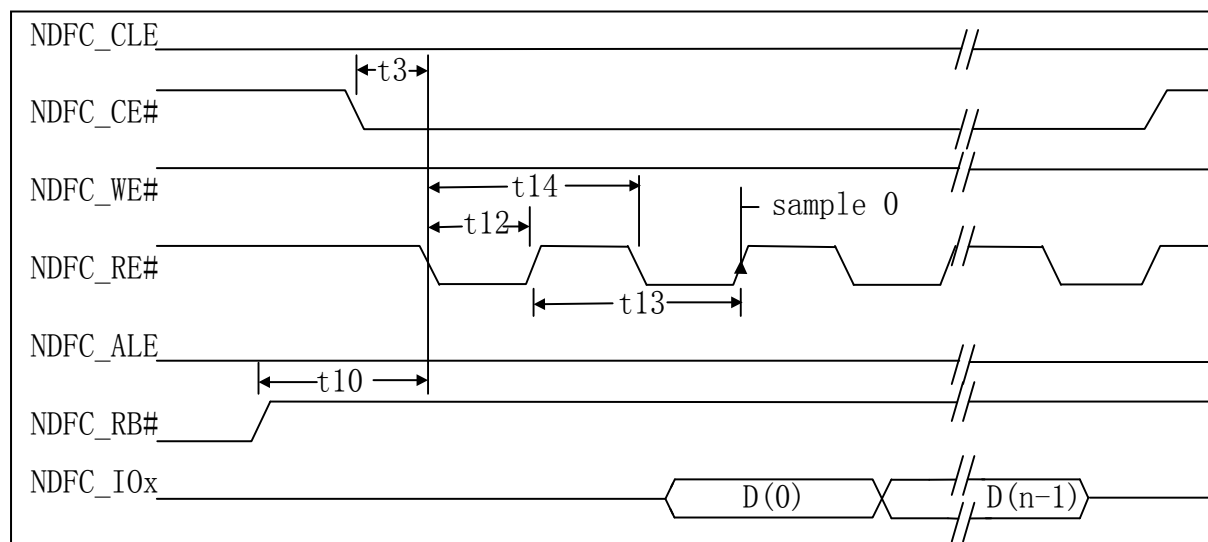 NDFC_CLE
t3
NDFC_CE#
NDFC_WE#
t14
sample 0
t12
NDFC_RE#
t13
NDFC_ALE
t10
NDFC_RB#
NDFC_IOx
D(0)
D(n-1)